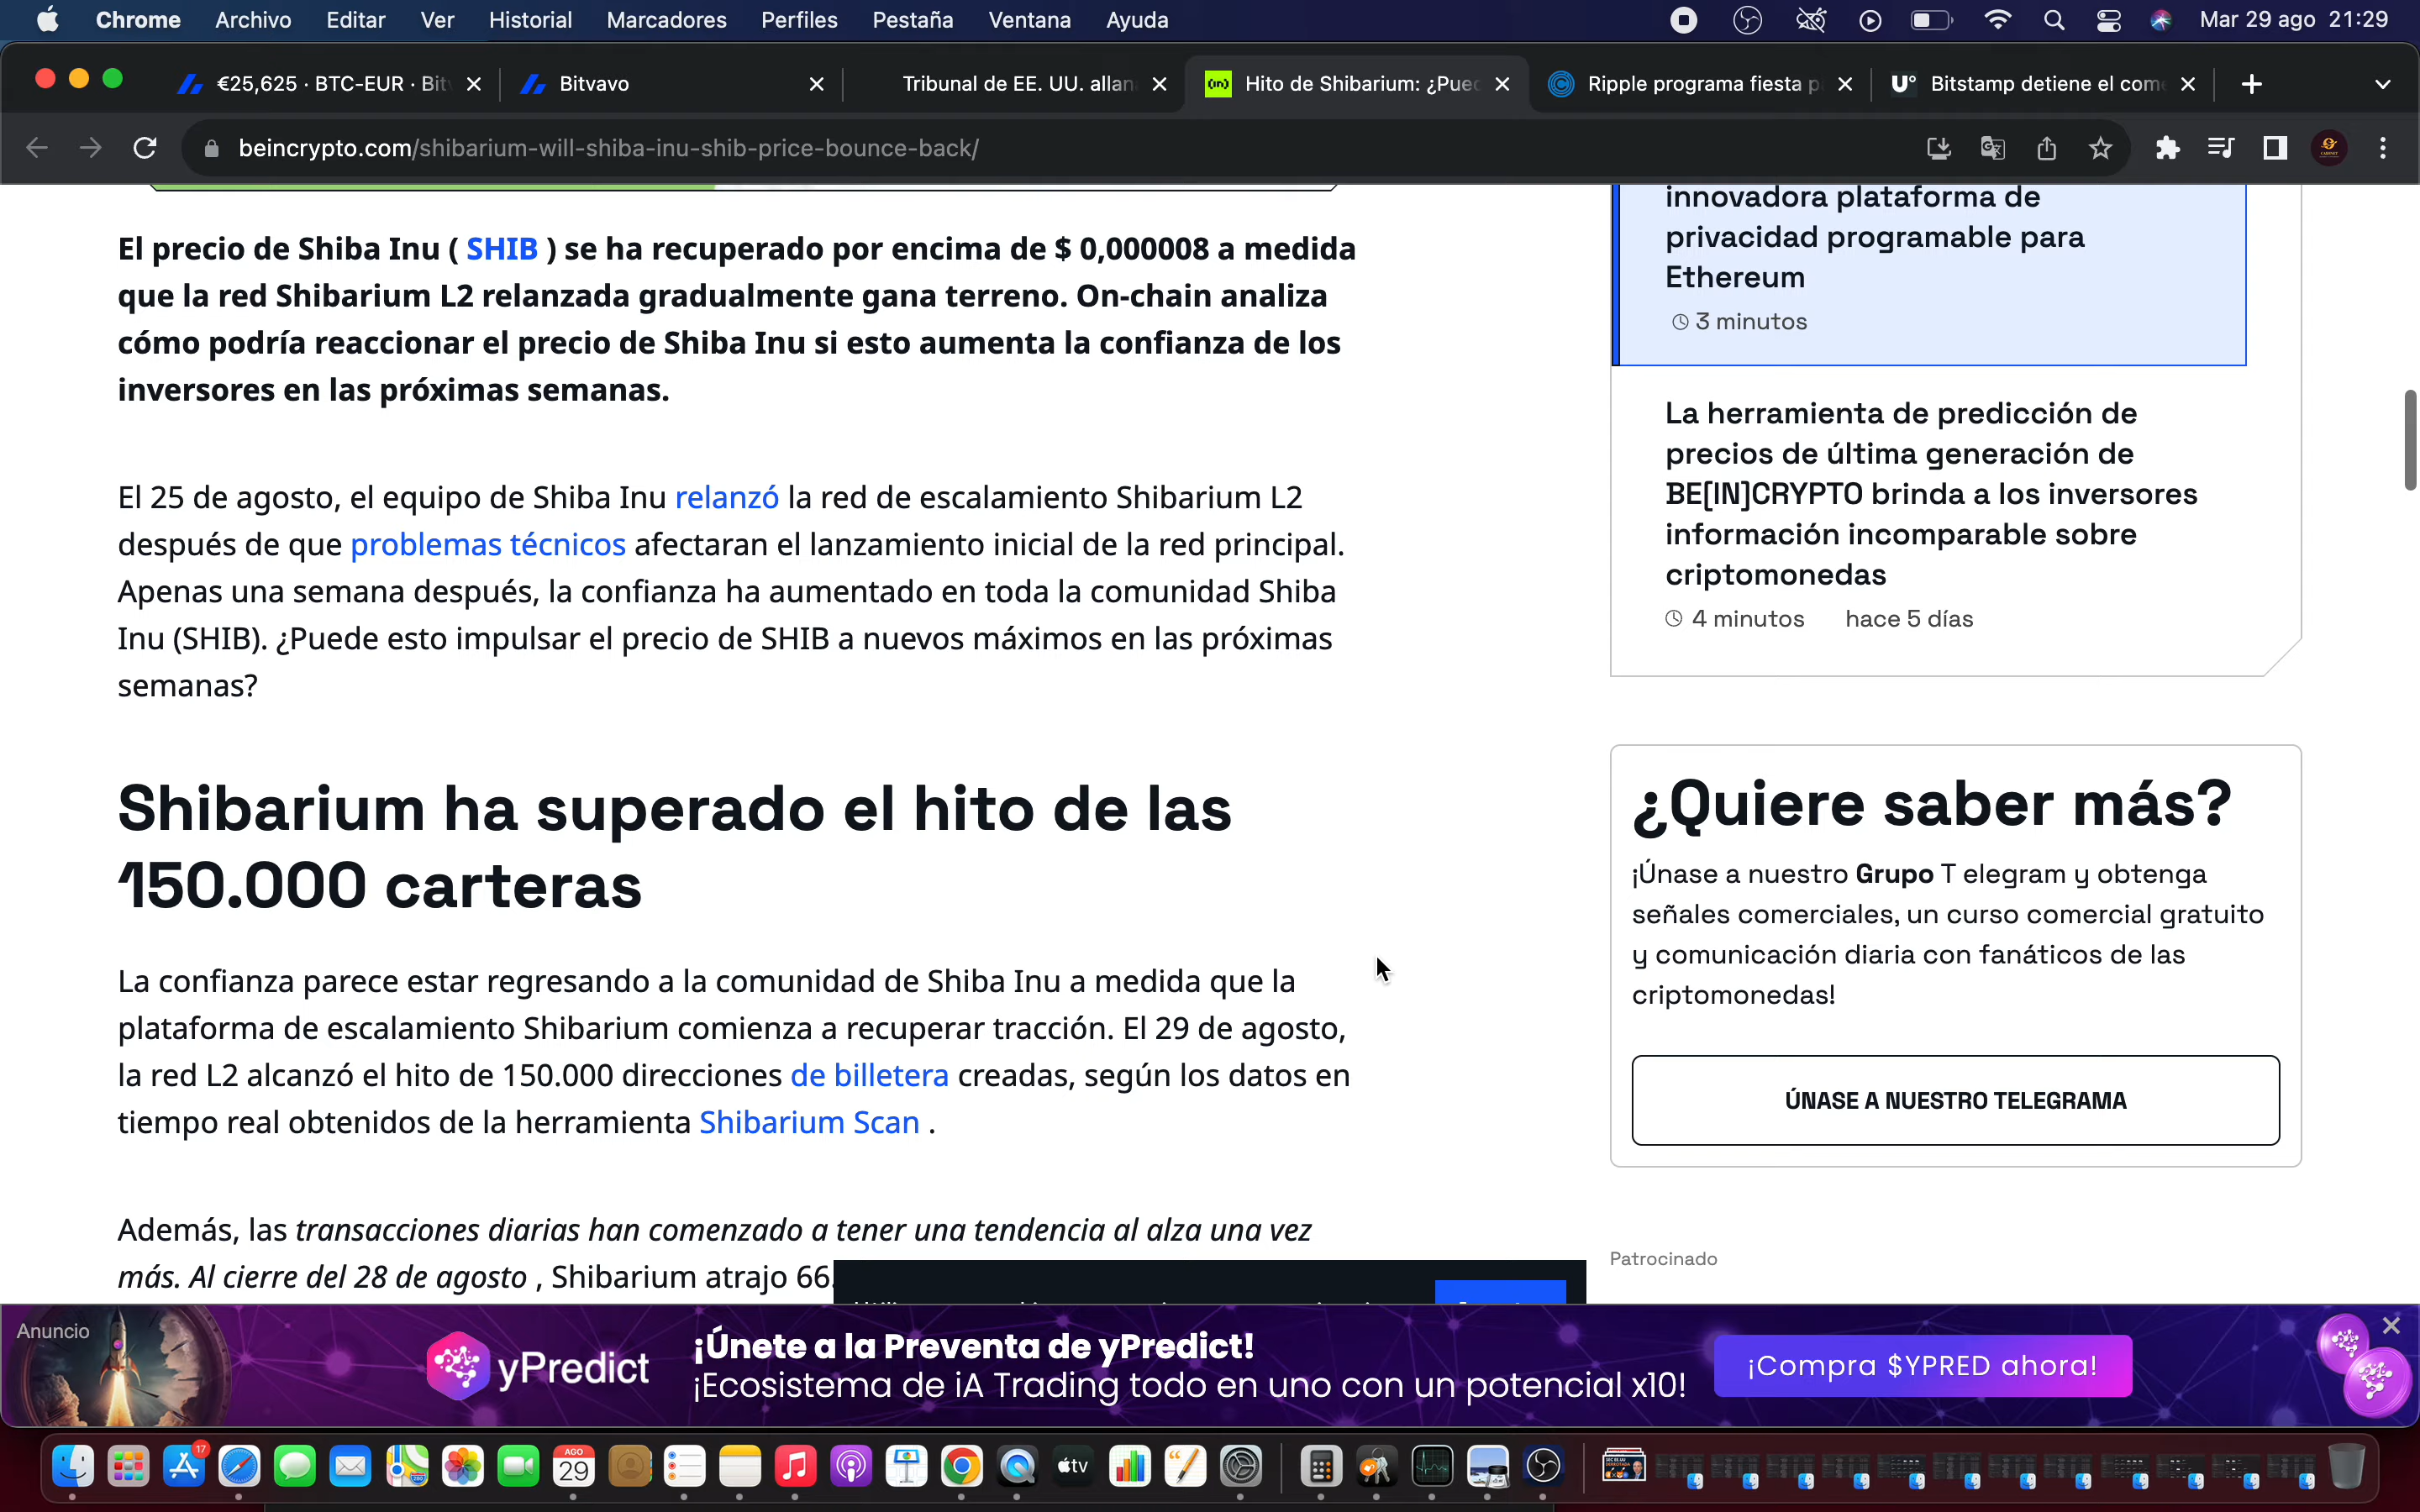 Chrome Archivo Editar Ver Historial Marcadores Perfiles Pestaña Ventana Ayuda Mar 29 ago 21:29
€25,625 · BTC-EUR · Bit Bitvavo Tribunal de EE. UU. allan Hito de Shibarium: ¿Pued Ripple programa fiesta p U° Bitstamp detiene el com
beincrypto.com/shibarium-will-shiba-inu-shib-price-bounce-back/
El precio de Shiba Inu ( SHIB ) se ha recuperado por encima de $ 0,000008 a medida
que la red Shibarium L2 relanzada gradualmente gana terreno. On-chain analiza
cómo podría reaccionar el precio de Shiba Inu si esto aumenta la confianza de los
inversores en las próximas semanas.
El 25 de agosto, el equipo de Shiba Inu relanzó la red de escalamiento Shibarium L2
después de que problemas técnicos afectaran el lanzamiento inicial de la red principal.
Apenas una semana después, la confianza ha aumentado en toda la comunidad Shiba
Inu (SHIB). ¿Puede esto impulsar el precio de SHIB a nuevos máximos en las próximas
semanas?
Shibarium ha superado el hito de las
150.000 carteras
La confianza parece estar regresando a la comunidad de Shiba Inu a medida que la
plataforma de escalamiento Shibarium comienza a recuperar tracción. El 29 de agosto,
la red L2 alcanzó el hito de 150.000 direcciones de billetera creadas, según los datos en
tiempo real obtenidos de la herramienta Shibarium Scan .
Además, las transacciones diarias han comenzado a tener una tendencia al alza una vez
más. Al cierre del 28 de agosto , Shibarium atrajo 66.
innovadora plataforma de
privacidad programable para
Ethereum
3 minutos
La herramienta de predicción de
precios de última generación de
BE[IN]CRYPTO brinda a los inversores
información incomparable sobre
criptomonedas
4 minutos hace 5 días
¿Quiere saber más?
¡Únase a nuestro Grupo T elegram y obtenga
señales comerciales, un curso comercial gratuito
y comunicación diaria con fanáticos de las
criptomonedas!
ÚNASE A NUESTRO TELEGRAMA
Patrocinado
Anuncio
yPredict
¡Únete a la Preventa de yPredict!
¡Ecosistema de iA Trading todo en uno con un potencial x10!
¡Compra $YPRED ahora!
17
AGO
29
tv